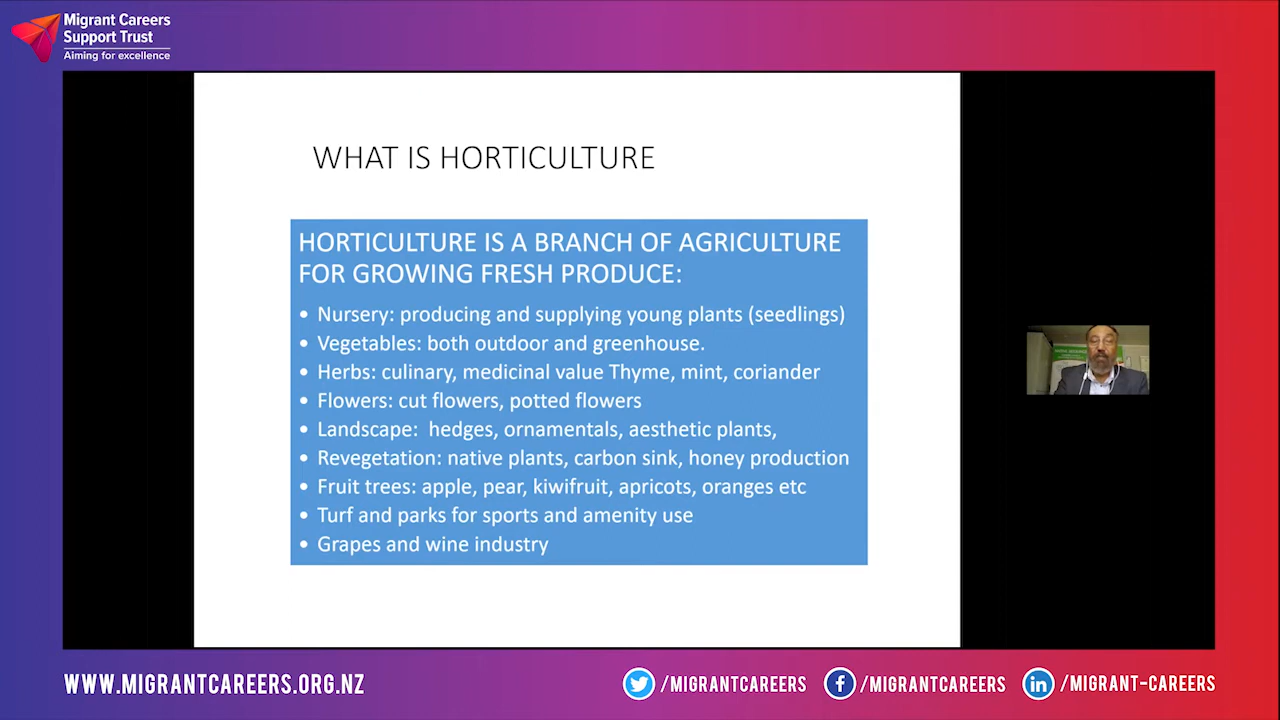 Migrant Careers
Support Trust
Aiming for excellence
WHAT IS HORTICULTURE
HORTICULTURE IS A BRANCH OF AGRICULTURE
FOR GROWING FRESH PRODUCE:
• Nursery: producing and supplying young plants (seedlings)
• Vegetables: both outdoor and greenhouse.
• Herbs: culinary, medicinal value Thyme, mint, coriander
• Flowers: cut flowers, potted flowers
• Landscape: hedges, ornamentals, aesthetic plants,
• Revegetation: native plants, carbon sink, honey production
• Fruit trees: apple, pear, kiwifruit, apricots, oranges etc
• Turf and parks for sports and amenity use
• Grapes and wine industry
WWW.MIGRANTCAREERS.ORG.NZ
/MIGRANTCAREERS
/MIGRANTCAREERS
/MIGRANT-CAREERS